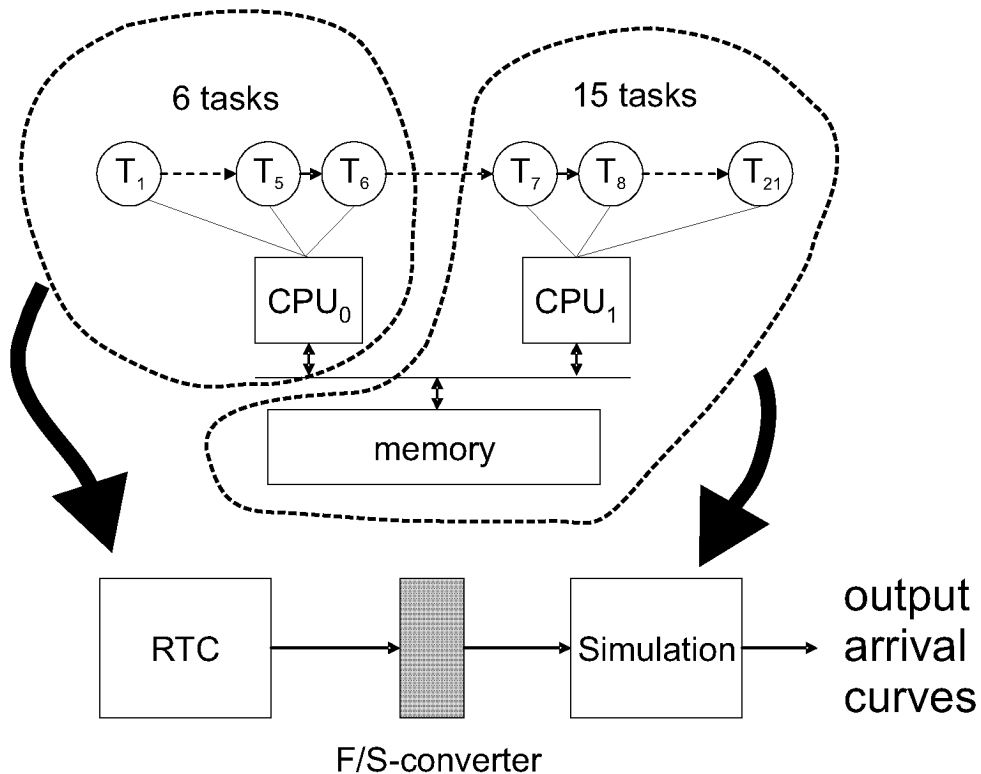 6 tasks
15 tasks
T1
T5
T6
T7
T8
T21
CPU0
CPU1
memory
RTC
Simulation
output
arrival
curves
F/S-converter